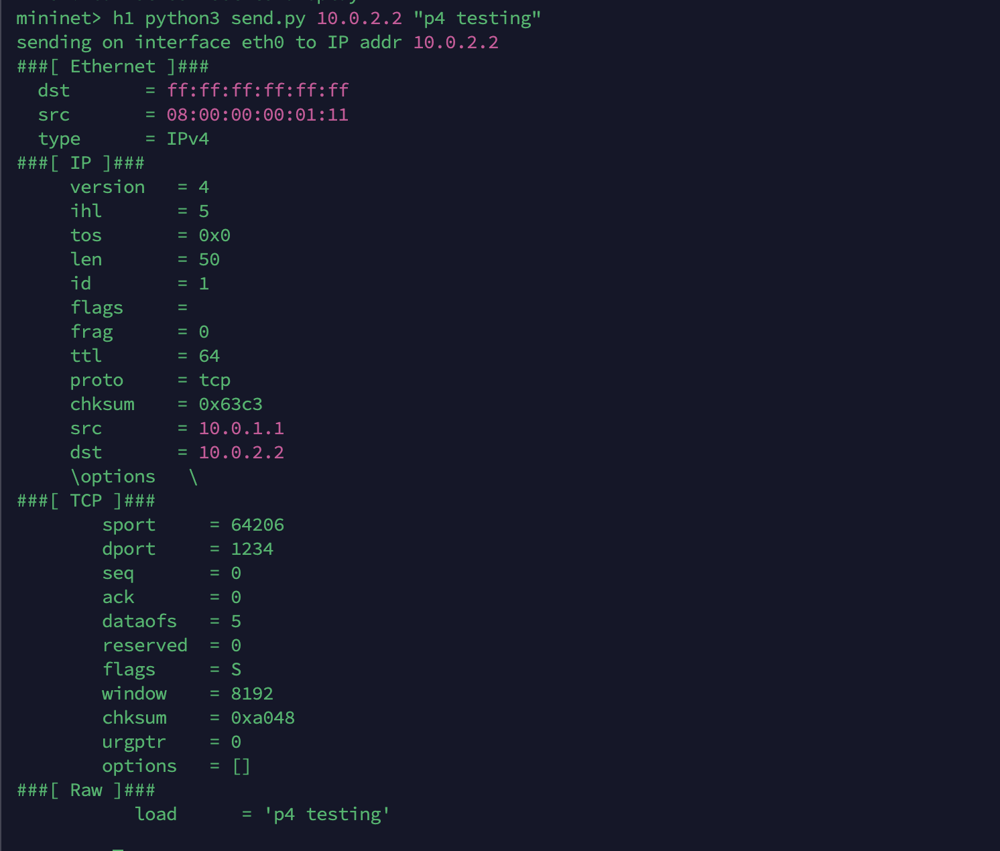 mininet> h1 python3 send.py 10.0.2.2 "p4 testing"
sending on interface eth0 to IP addr 10.0.2.2
###[ Ethernet ]###
  dst       = ff:ff:ff:ff:ff:ff
  src       = 08:00:00:00:01:11
  type      = IPv4
###[ IP ]###
     version   = 4
     ihl       = 5
     tos       = 0x0
     len       = 50
     id        = 1
     flags     =
     frag      = 0
     ttl       = 64
     proto     = tcp
     chksum    = 0x63c3
     src       = 10.0.1.1
     dst       = 10.0.2.2
     \options   \
###[ TCP ]###
        sport     = 64206
        dport     = 1234
        seq       = 0
        ack       = 0
        dataofs   = 5
        reserved  = 0
        flags     = S
        window    = 8192
        chksum    = 0xa048
        urgptr    = 0
        options   = []
###[ Raw ]###
           load      = 'p4 testing'